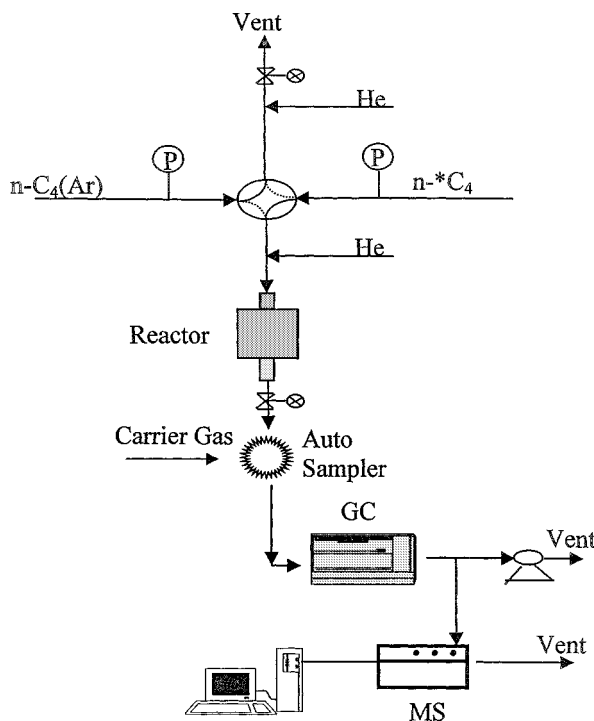 Vent
He
P
P
n-C₄(Ar)
n-*C₄
He
Reactor
Carrier Gas
Auto
Sampler
GC
Vent
Vent
MS